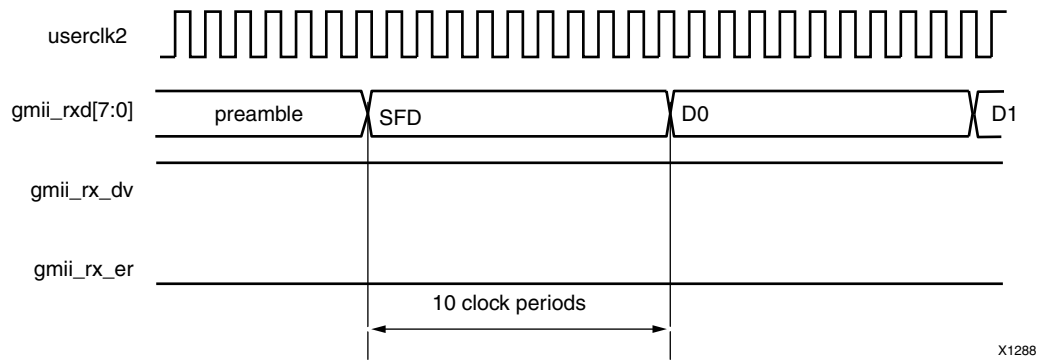 userclk2
gmii_rxd[7:0]
preamble
SFD
D0
D1
gmii_rx_dv
gmii_rx_er
10 clock periods
X1288